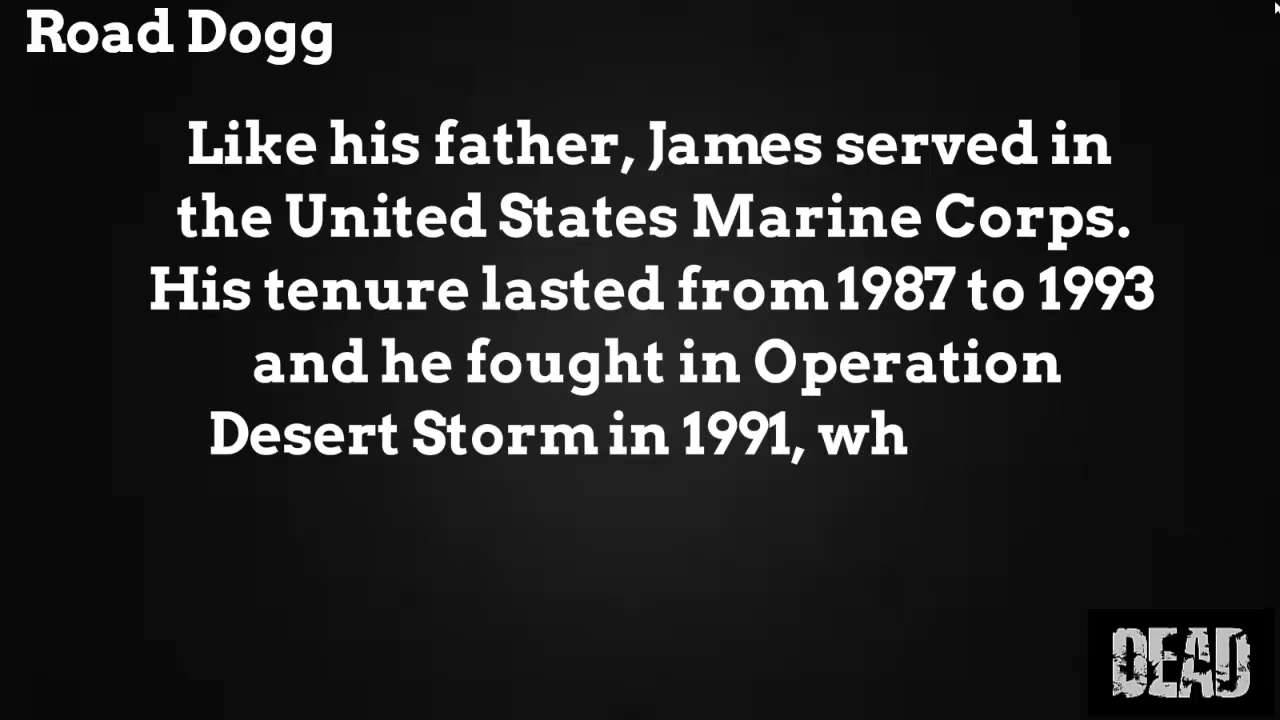 Road Dogg
Like his father, James served in
the United States Marine Corps.
His tenure lasted from 1987 to 1993
and he fought in Operation
Desert Storm in 1991, wh
DEAD